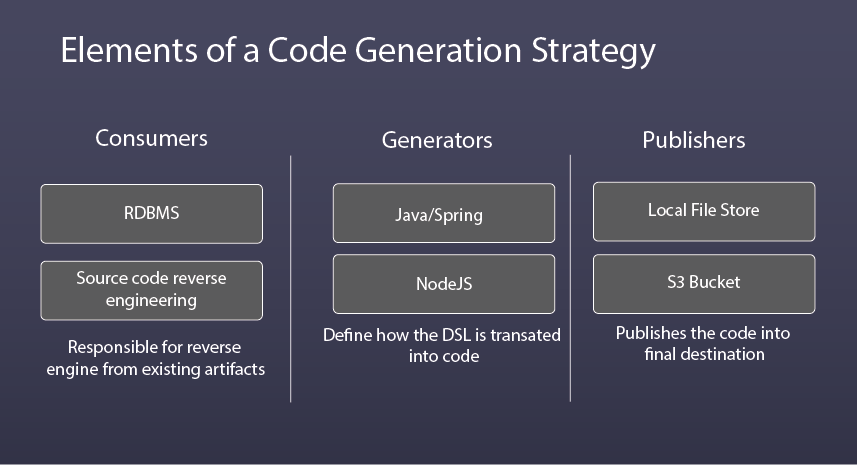 Elements of a Code Generation Strategy
Consumers
RDBMS
Source code reverse
engineering
Responsible for reverse
engine from existing artifacts
Generators
Java/Spring
NodeJS
Define how the DSL is transated
into code
Publishers
Local File Store
S3 Bucket
Publishes the code into
final destination